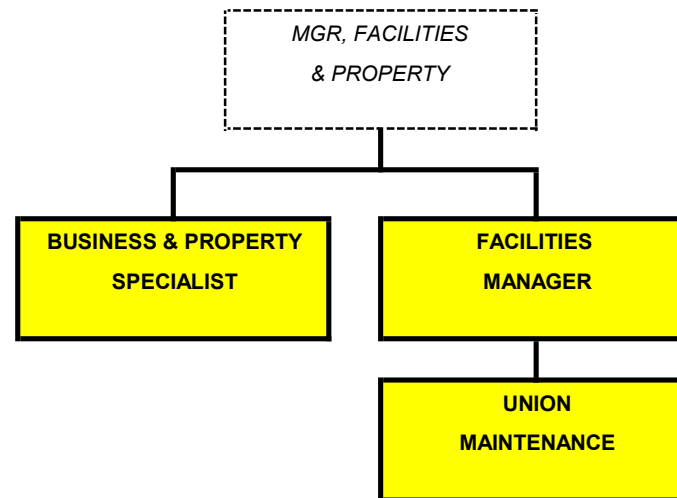 MGR, FACILITIES
& PROPERTY
BUSINESS & PROPERTY
SPECIALIST
FACILITIES
MANAGER
UNION
MAINTENANCE